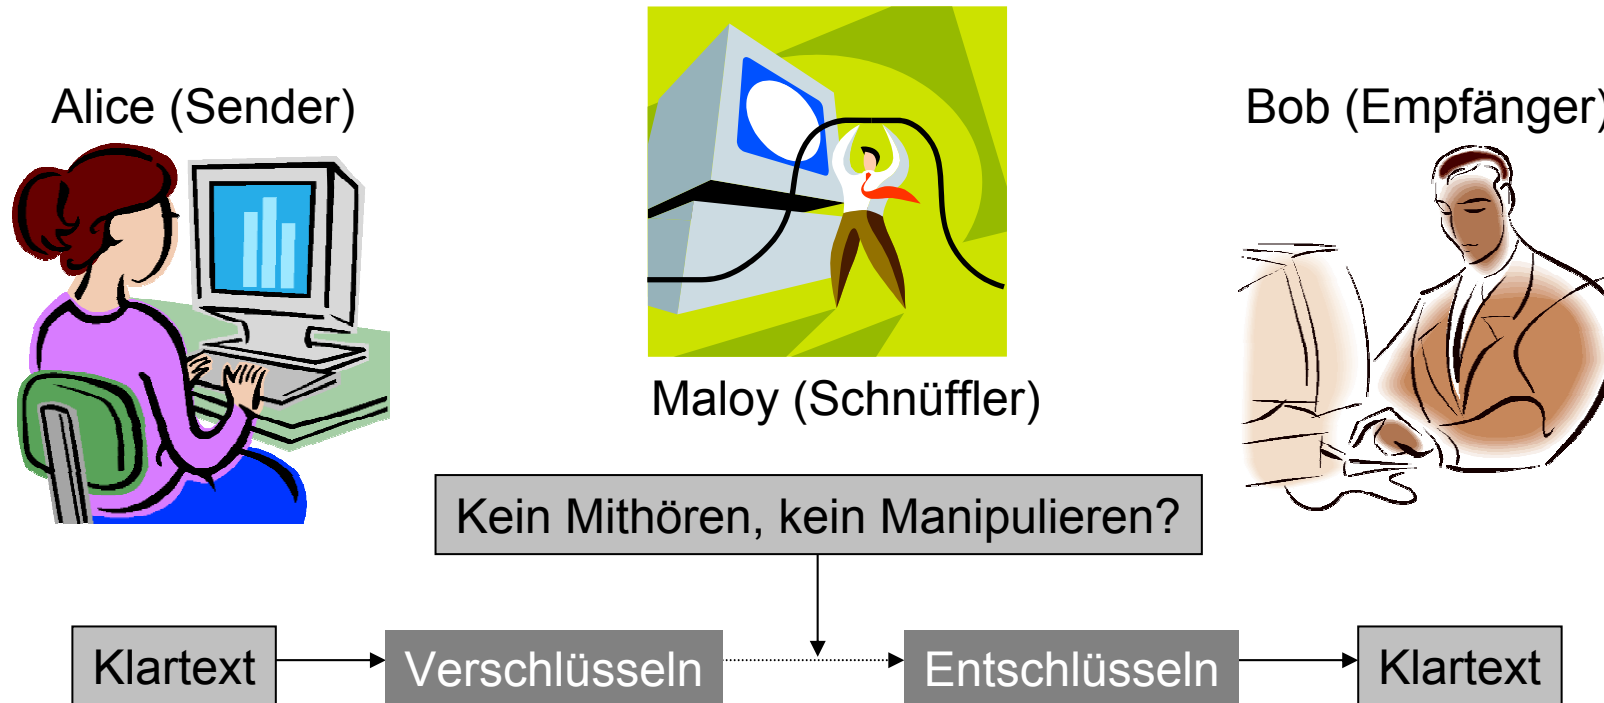 Alice (Sender)
Bob (Empfänger)
Maloy (Schnüffler)
Kein Mithören, kein Manipulieren?
Klartext
Verschlüsseln
Entschlüsseln
Klartext